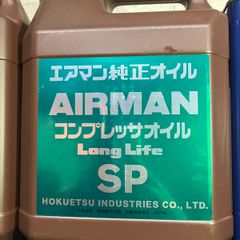 エアマン純正オイル
AIRMAN
コンプレッサオイル
Long Life
SP
HOKUETSU INDUSTRIES CO., LTD.